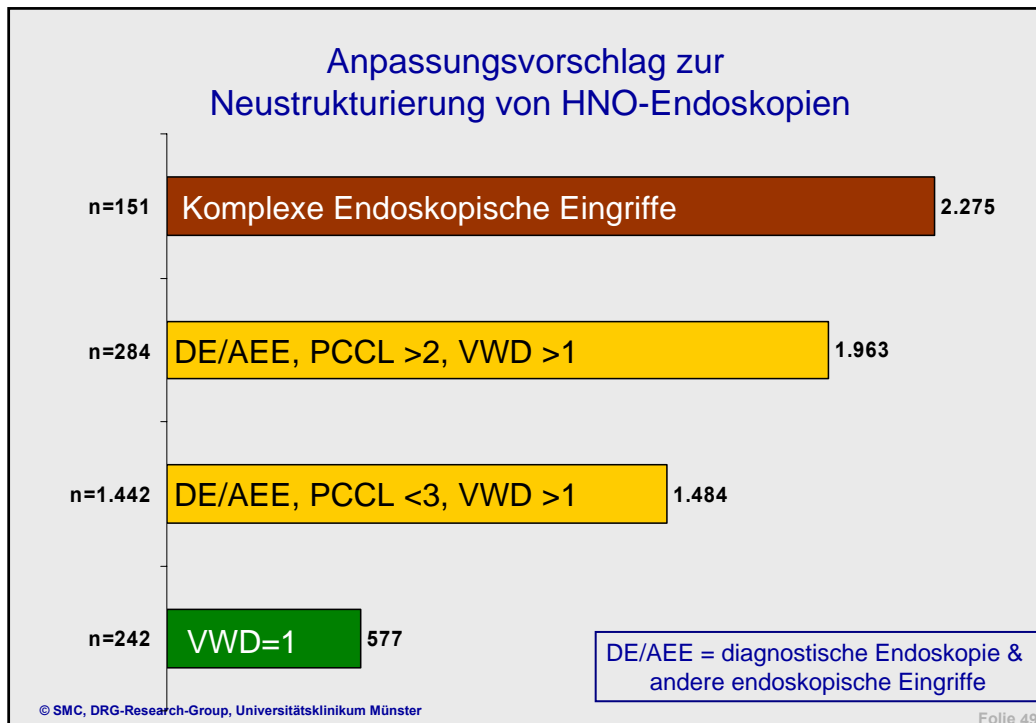 Anpassungsvorschlag zur
Neustrukturierung von HNO-Endoskopien
n=151 Komplexe Endoskopische Eingriffe 2.275
n=284 DE/AEE, PCCL >2, VWD >1 1.963
n=1.442 DE/AEE, PCCL <3, VWD >1 1.484
n=242 VWD=1 577
DE/AEE = diagnostische Endoskopie &
andere endoskopische Eingriffe
© SMC, DRG-Research-Group, Universitätsklinikum Münster
Folie 49